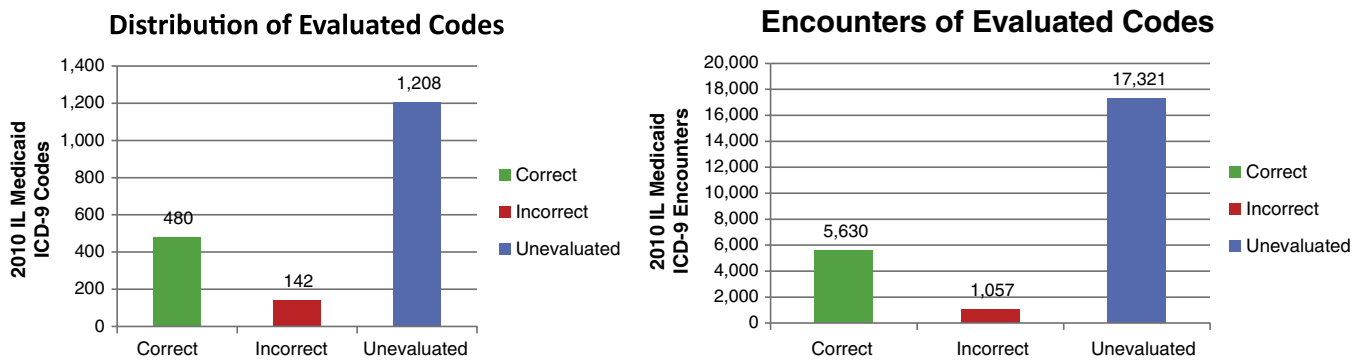 Distribution of Evaluated Codes
2010 IL Medicaid
ICD-9 Codes
1,400
1,200
1,000
800
600
400
200
0
480
142
1,208
Correct
Incorrect
Unevaluated
Correct
Incorrect
Unevaluated
Encounters of Evaluated Codes
2010 IL Medicaid
ICD-9 Encounters
20,000
18,000
16,000
14,000
12,000
10,000
8,000
6,000
4,000
2,000
0
5,630
1,057
17,321
Correct
Incorrect
Unevaluated
Correct
Incorrect
Unevaluated